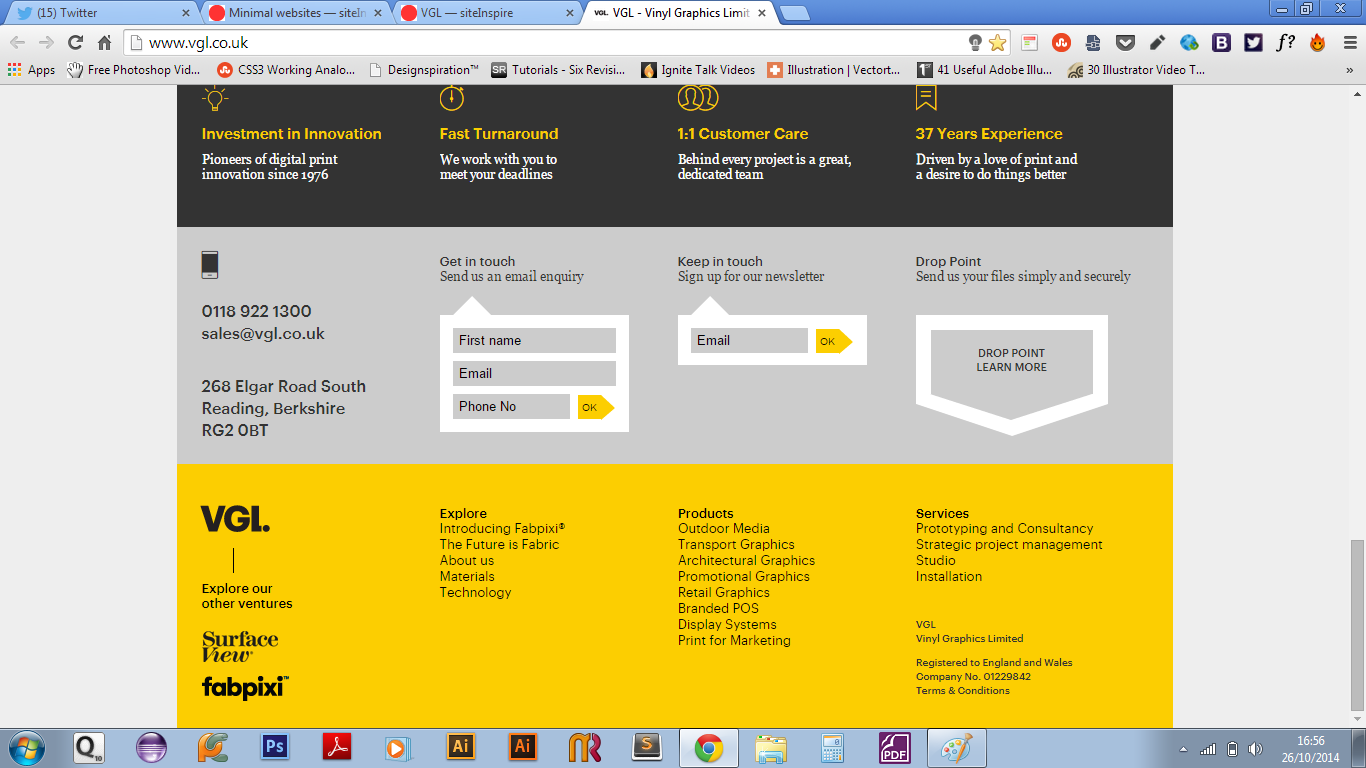 (15) Twitter
Minimal websites — siteIn
VGL — siteInspire
VGL. VGL - Vinyl Graphics Limit
www.vgl.co.uk
B
f?
Apps
Free Photoshop Vid...
CSS3 Working Analo...
Designspiration™
SR Tutorials - Six Revisi...
Ignite Talk Videos
Illustration | Vectort...
41 Useful Adobe Illu...
30 Illustrator Video T...
»
Investment in Innovation
Pioneers of digital print
innovation since 1976
Fast Turnaround
We work with you to
meet your deadlines
1:1 Customer Care
Behind every project is a great,
dedicated team
37 Years Experience
Driven by a love of print and
a desire to do things better
0118 922 1300
sales@vgl.co.uk
268 Elgar Road South
Reading, Berkshire
RG2 0BT
Get in touch
Send us an email enquiry
First name
Email
Phone No
OK
Keep in touch
Sign up for our newsletter
Email
OK
Drop Point
Send us your files simply and securely
DROP POINT
LEARN MORE
VGL.
Explore our
other ventures
Surface
View
fabpixi™
Explore
Introducing Fabpixi®
The Future is Fabric
About us
Materials
Technology
Products
Outdoor Media
Transport Graphics
Architectural Graphics
Promotional Graphics
Retail Graphics
Branded POS
Display Systems
Print for Marketing
Services
Prototyping and Consultancy
Strategic project management
Studio
Installation
VGL
Vinyl Graphics Limited
Registered to England and Wales
Company No. 01229842
Terms & Conditions
Q
10
Ps
Ai
Ai
S
PDF
16:56
26/10/2014